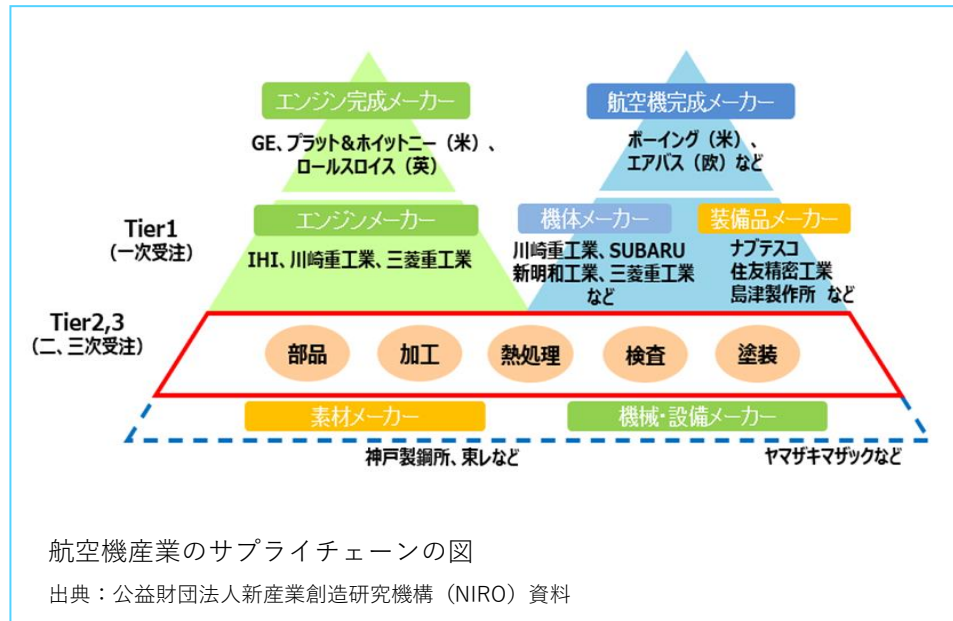 エンジン完成メーカー
GE、プラット&ホイットニー（米）、
ロールスロイス（英）
航空機完成メーカー
ボーイング（米）、
エアバス（欧）など
Tier1
（一次受注）
エンジンメーカー
IHI、川崎重工業、三菱重工業
機体メーカー
川崎重工業、SUBARU
新明和工業、三菱重工業
など
装備品メーカー
ナブテスコ
住友精密工業
島津製作所 など
Tier2,3
（二、三次受注）
部品
加工
熱処理
検査
塗装
素材メーカー
機械・設備メーカー
神戸製鋼所、東レなど
ヤマザキマザックなど
航空機産業のサプライチェーンの図
出典：公益財団法人新産業創造研究機構（NIRO）資料